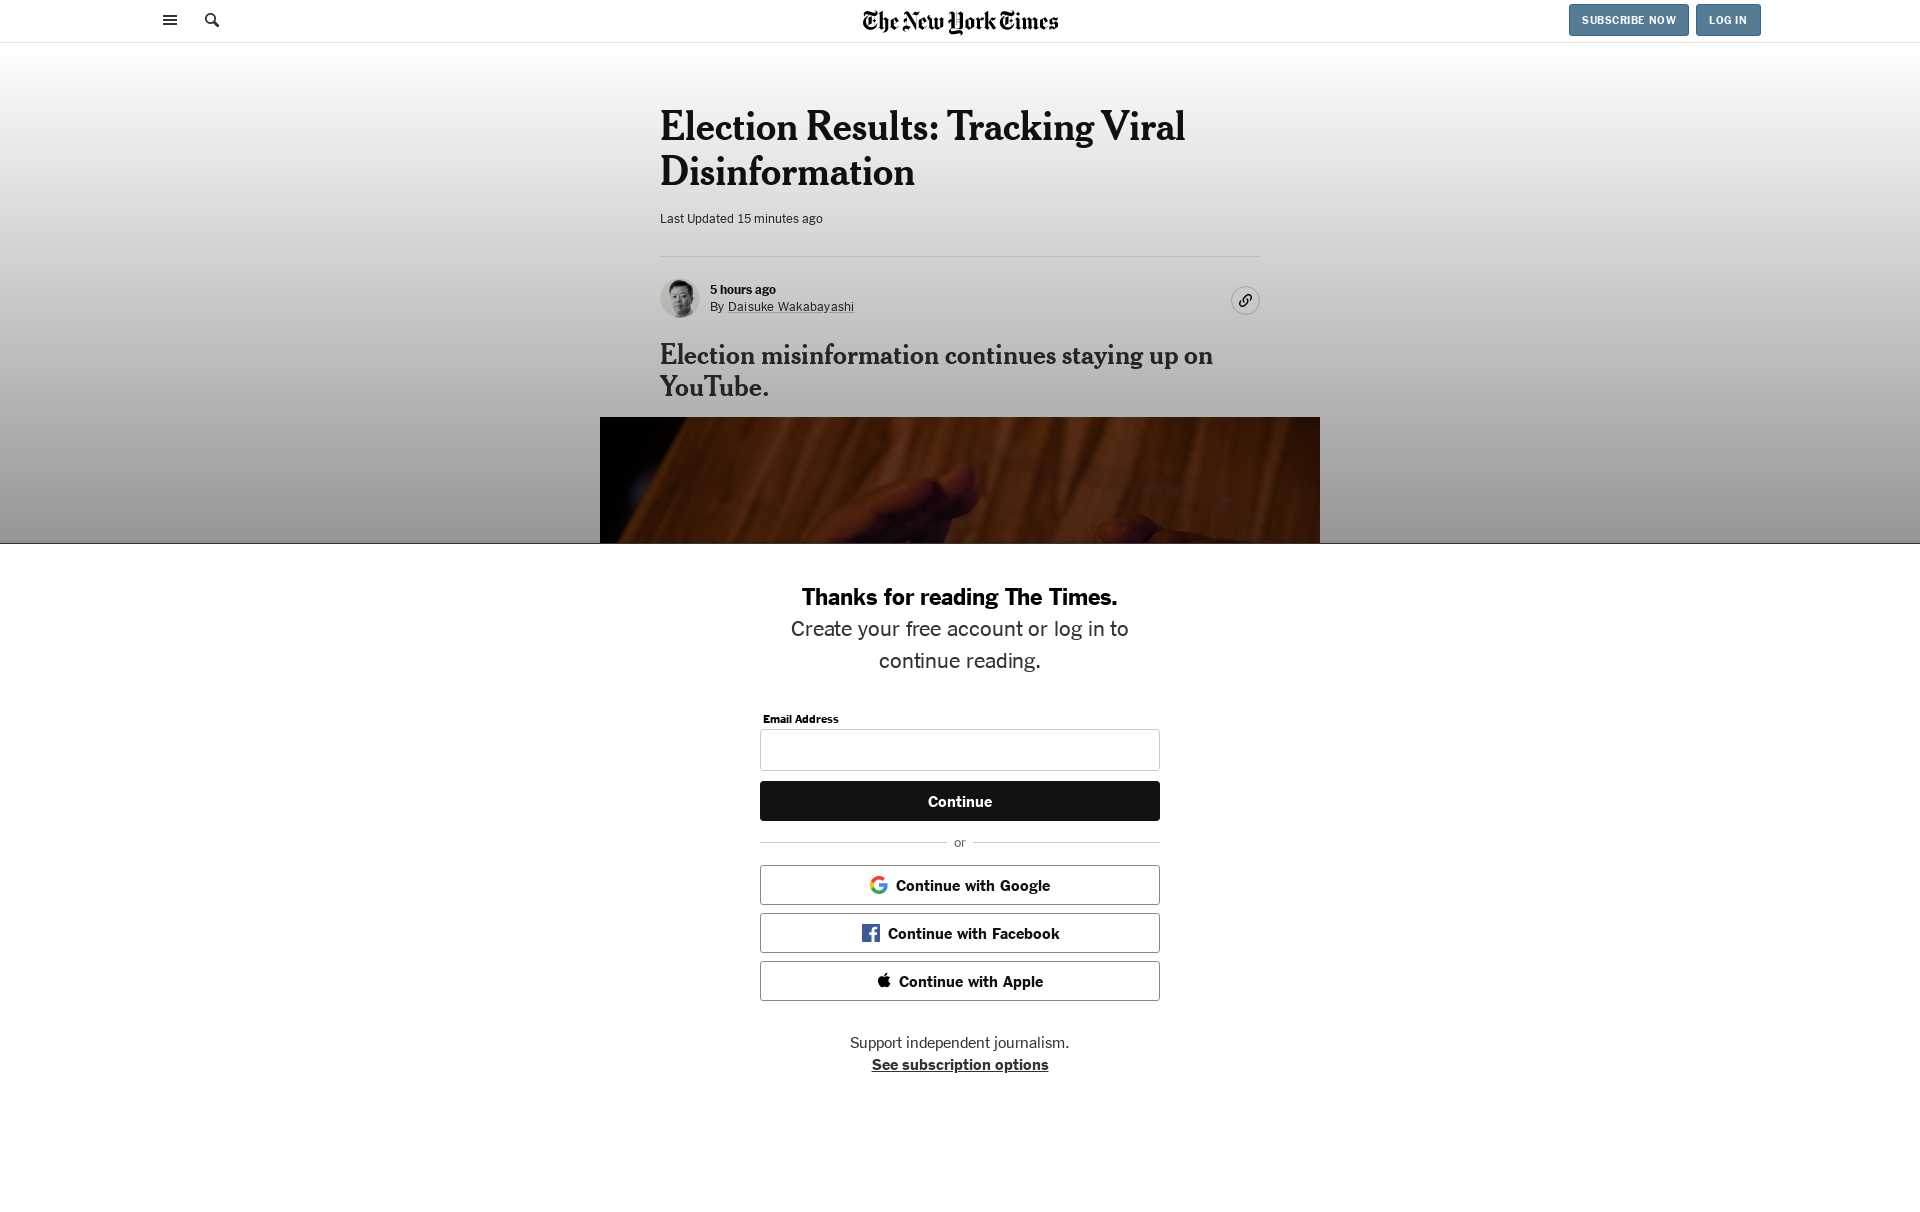 The New York Times
SUBSCRIBE NOW
LOG IN
Election Results: Tracking Viral
Disinformation
Last Updated 15 minutes ago
5 hours ago
By Daisuke Wakabayashi
Election misinformation continues staying up on
YouTube.
Thanks for reading The Times.
Create your free account or log in to
continue reading.
Email Address
Continue
or
Continue with Google
Continue with Facebook
Continue with Apple
Support independent journalism.
See subscription options